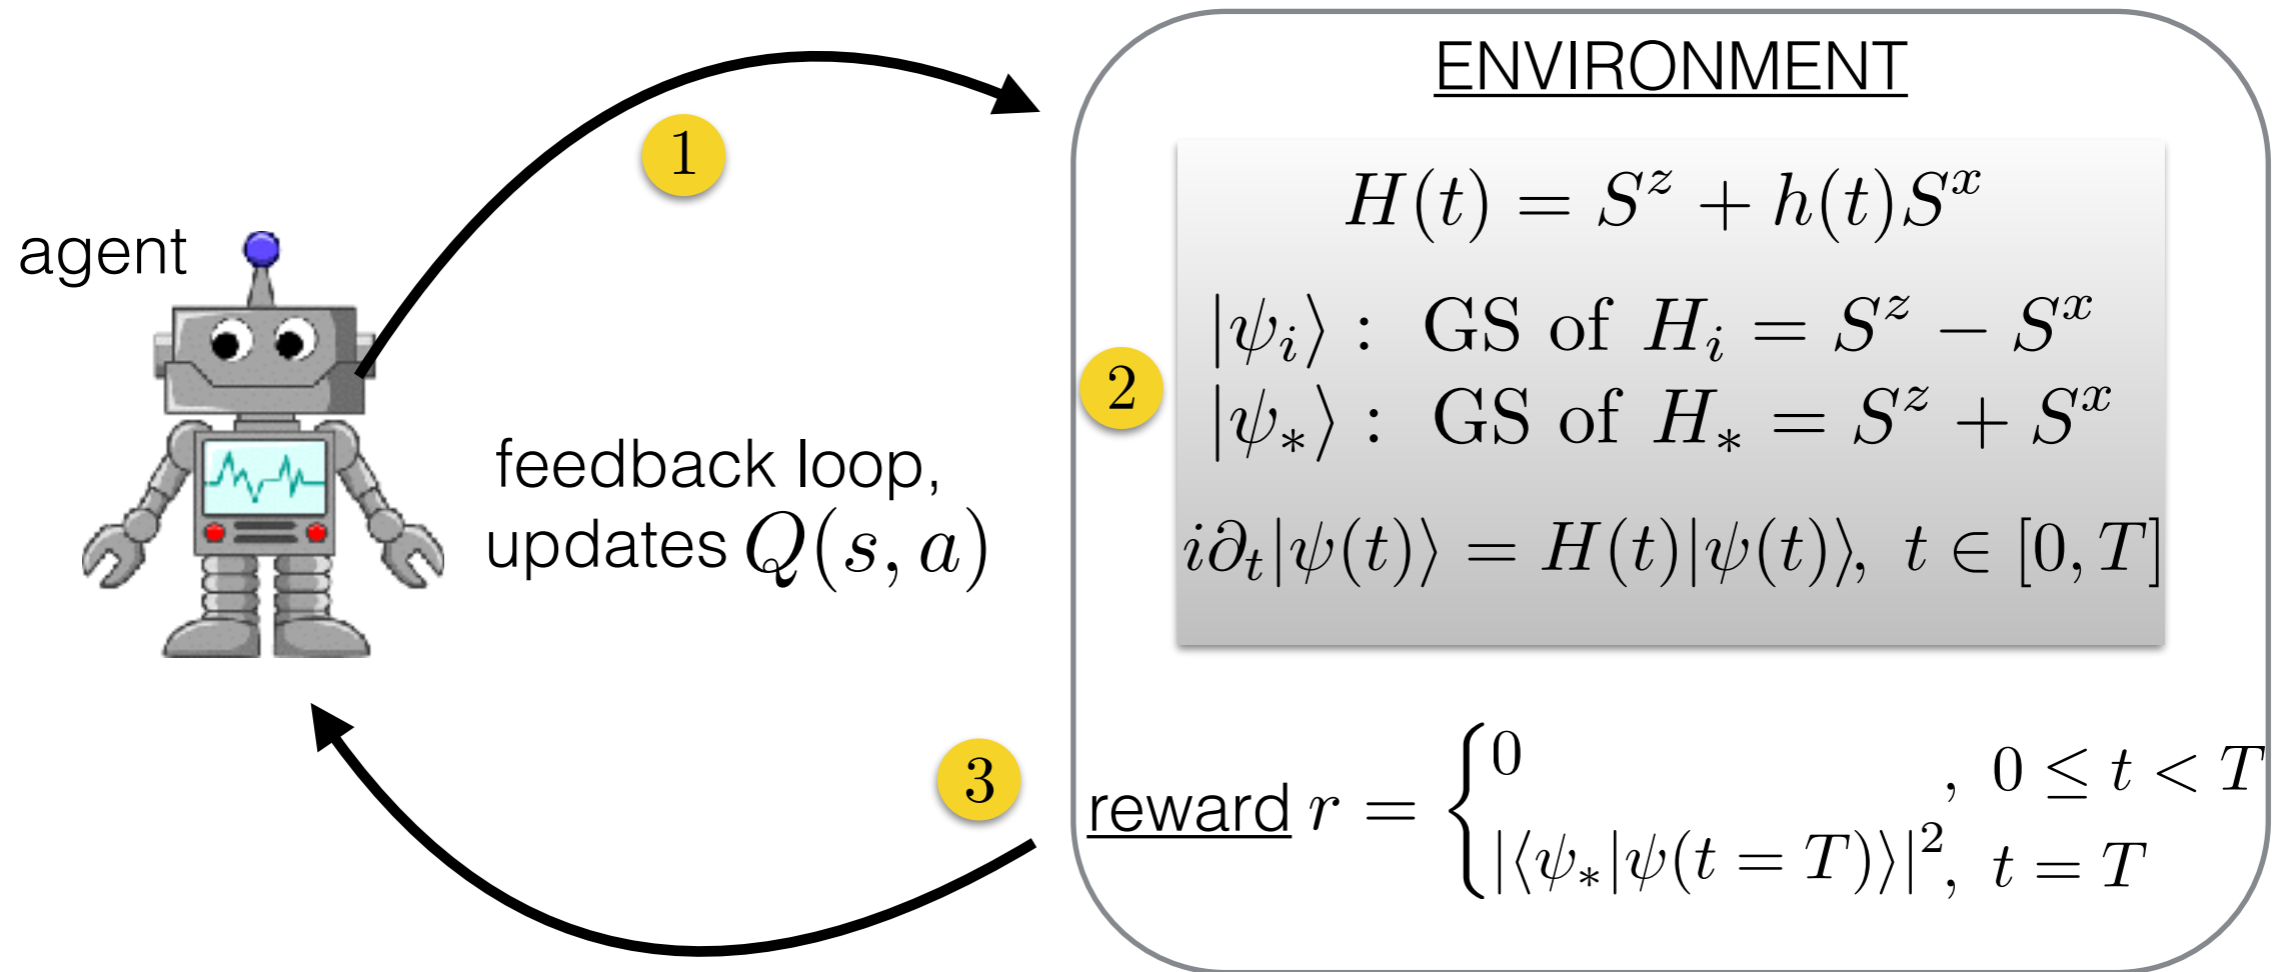 ENVIRONMENT
1
H(t) = S^z + h(t)S^x
agent
|ψ_i⟩ : GS of H_i = S^z − S^x
2
|ψ_*⟩ : GS of H_* = S^z + S^x
feedback loop,
updates Q(s, a)
i∂_t|ψ(t)⟩ = H(t)|ψ(t)⟩, t ∈ [0, T]
3
reward r = {
0 , 0 ≤ t < T
|⟨ψ_*|ψ(t = T)⟩|^2, t = T